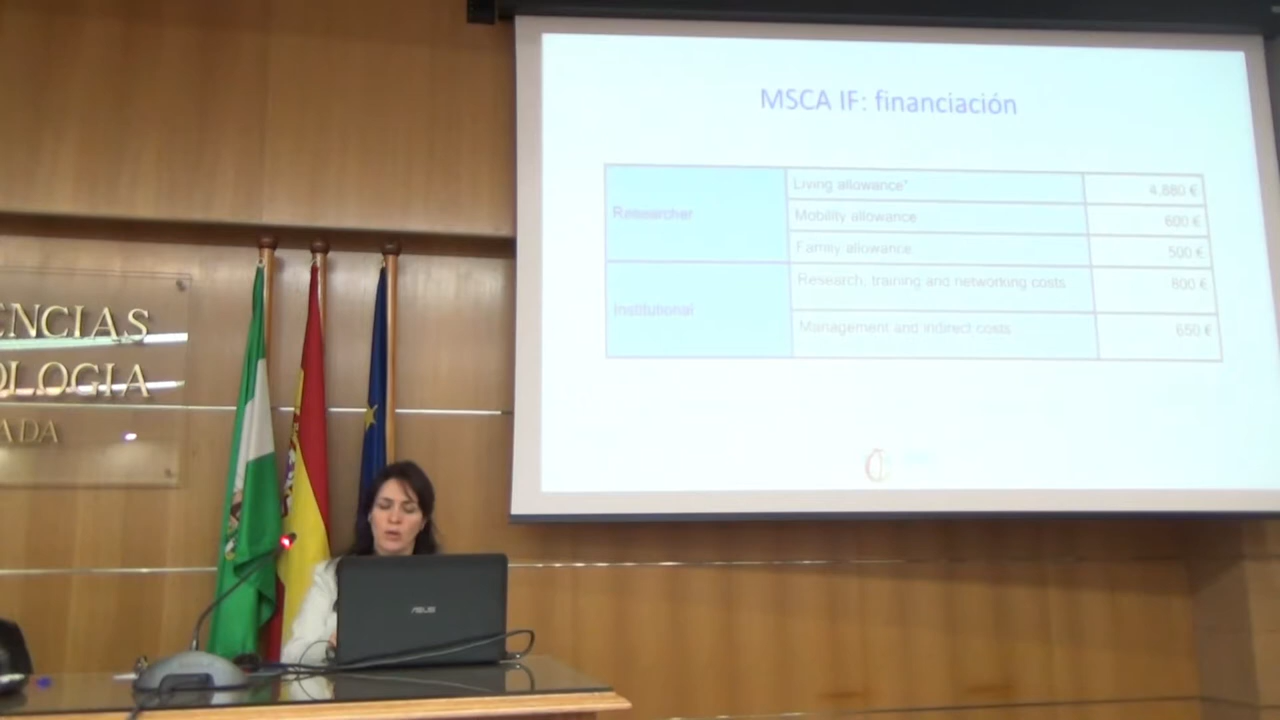 MSCA IF: financiación
Researcher
Living allowance* 4.880 €
Mobility allowance 600 €
Family allowance 500 €
Institutional
Research, training and networking costs 800 €
Management and indirect costs 650 €
ENCIAS
OLOGIA
ADA
ASUS